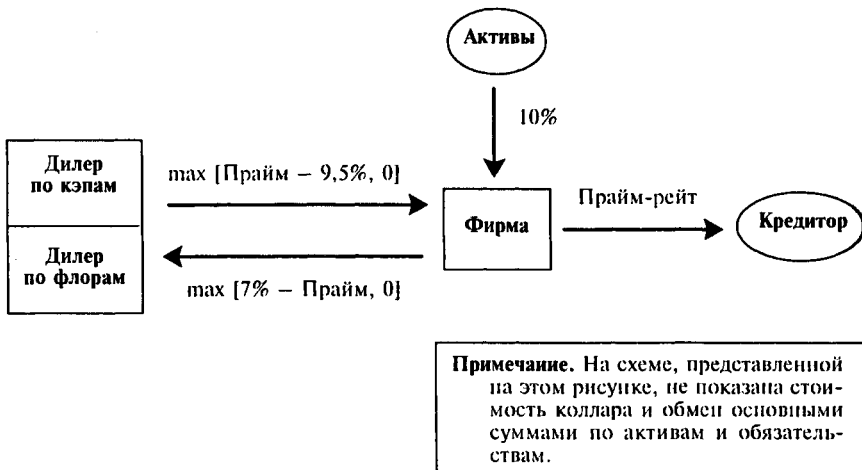 Активы
10%
Дилер
по кэпам
max [Прайм – 9,5%, 0]
Фирма
Прайм-рейт
Кредитор
Дилер
по флорам
max [7% – Прайм, 0]
Примечание. На схеме, представленной
на этом рисунке, не показана стои-
мость коллара и обмен основными
суммами по активам и обязатель-
ствам.